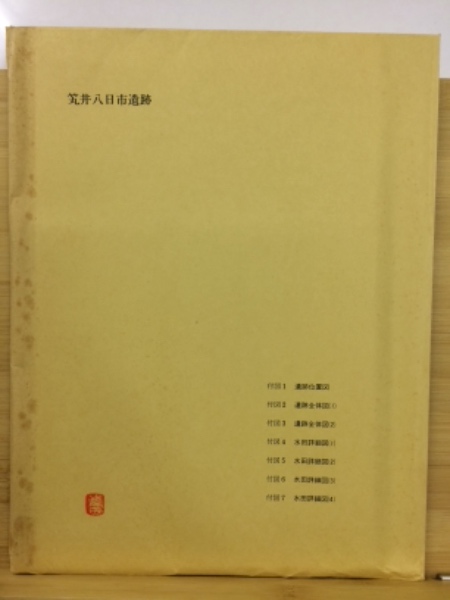 笂井八日市遺跡
付図1 遺跡位置図
付図2 遺跡全体図(1)
付図3 遺跡全体図(2)
付図4 水田詳細図(1)
付図5 水田詳細図(2)
付図6 水田詳細図(3)
付図7 水田詳細図(4)